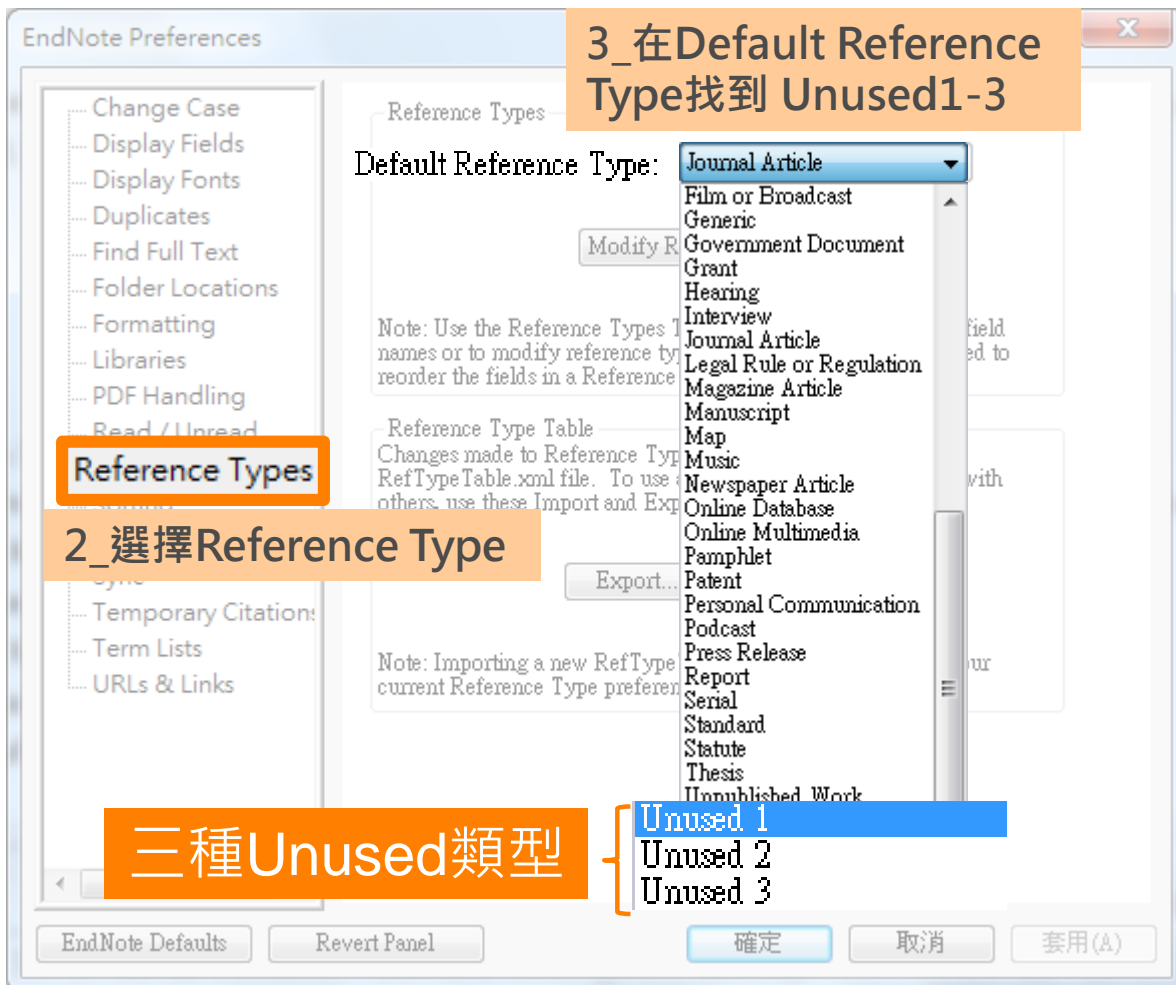 EndNote Preferences
3_在Default Reference
Type找到 Unused1-3
Change Case
Display Fields
Display Fonts
Duplicates
Find Full Text
Folder Locations
Formatting
Libraries
PDF Handling
Read / Unread
Reference Types
2_選擇Reference Type
Sync
Temporary Citations
Term Lists
URLs & Links
Reference Types
Default Reference Type:
Journal Article
Modify R
Note: Use the Reference Types T
field
names or to modify reference typ
ed to
reorder the fields in a Reference
Reference Type Table
Changes made to Reference Typ
RefTypeTable.xml file. To use
with
others, use these Import and Exp
Export...
Note: Importing a new RefType
our
current Reference Type preferen
Film or Broadcast
Generic
Government Document
Grant
Hearing
Interview
Journal Article
Legal Rule or Regulation
Magazine Article
Manuscript
Map
Music
Newspaper Article
Online Database
Online Multimedia
Pamphlet
Patent
Personal Communication
Podcast
Press Release
Report
Serial
Standard
Statute
Thesis
Unpublished Work
三種Unused類型
Unused 1
Unused 2
Unused 3
EndNote Defaults
Revert Panel
確定
取消
套用(A)